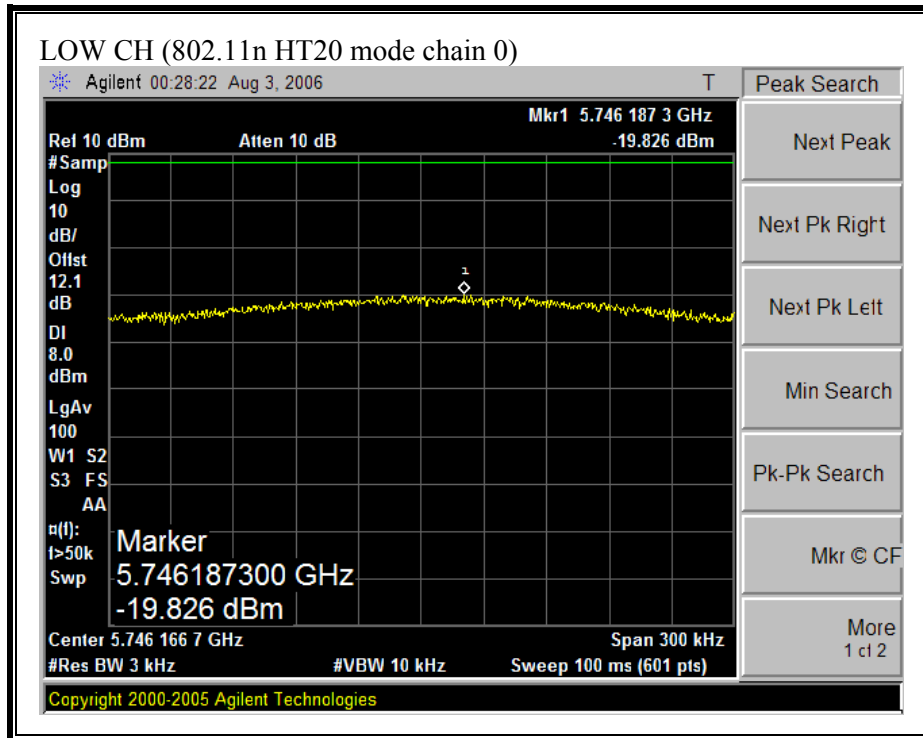 LOW CH (802.11n HT20 mode chain 0)
Agilent 00:28:22 Aug 3, 2006 T
Peak Search
Mkr1 5.746 187 3 GHz
Ref 10 dBm Atten 10 dB -19.826 dBm
#Samp
Log
10
dB/
Offst
12.1
dB
DI
8.0
dBm
LgAv
100
W1 S2
S3 FS
AA
¤(f):
f>50k
Swp
1
Marker
5.746187300 GHz
-19.826 dBm
Center 5.746 166 7 GHz Span 300 kHz
#Res BW 3 kHz #VBW 10 kHz Sweep 100 ms (601 pts)
Copyright 2000-2005 Agilent Technologies
Next Peak
Next Pk Right
Next Pk Left
Min Search
Pk-Pk Search
Mkr © CF
More
1 of 2